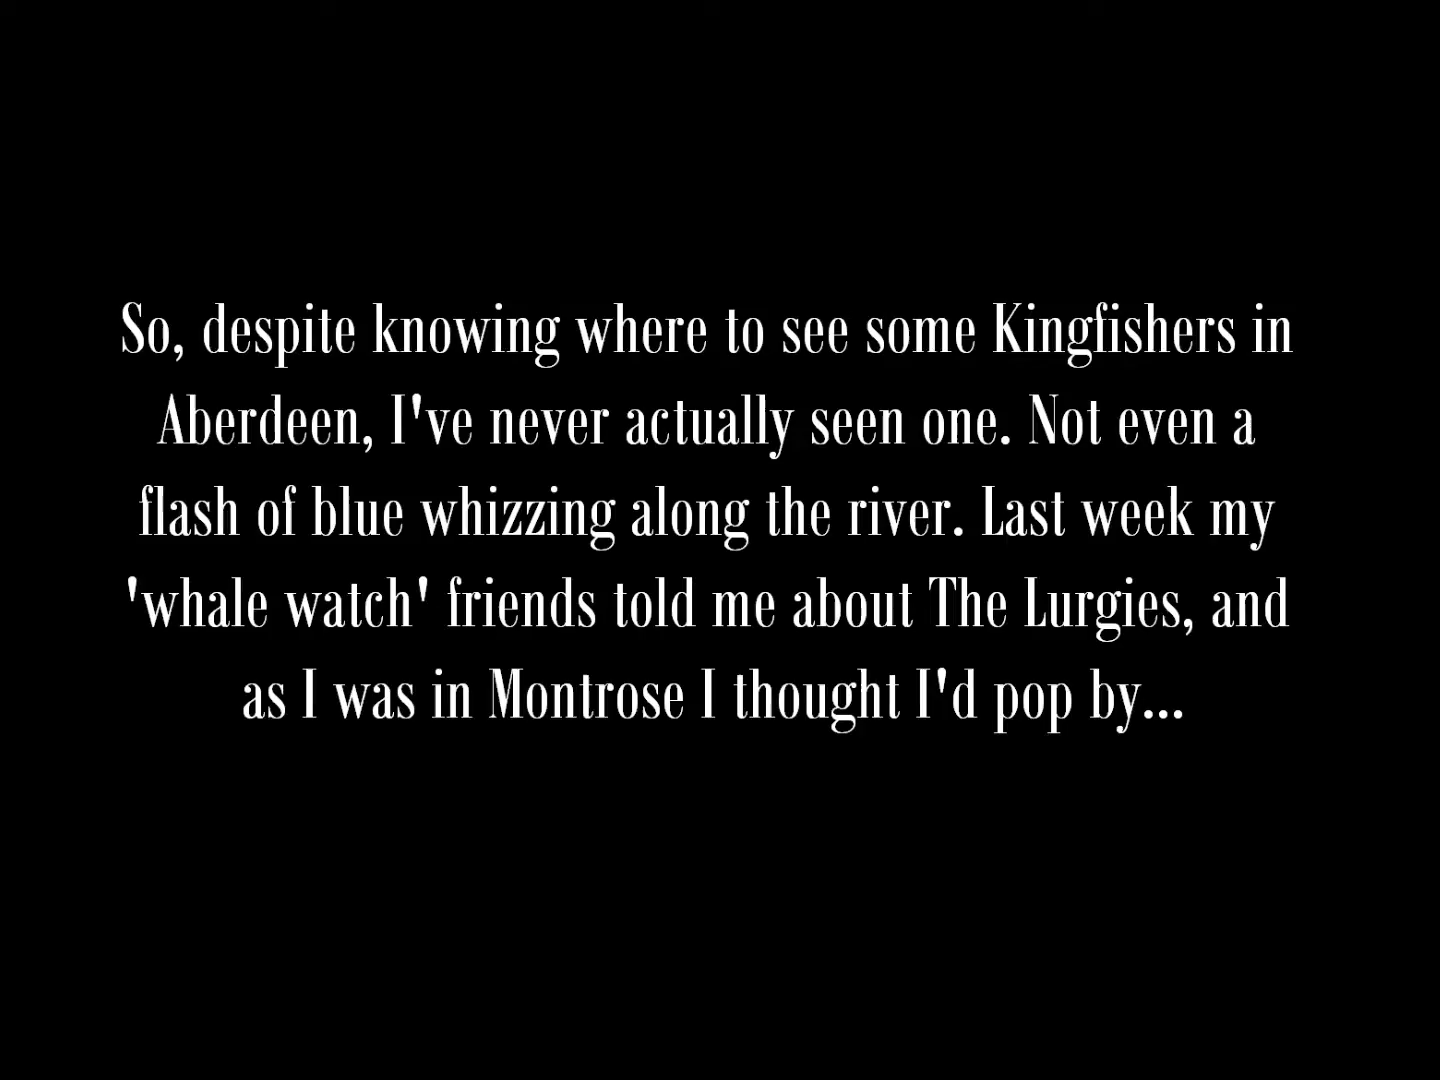 So, despite knowing where to see some Kingfishers in
Aberdeen, I've never actually seen one. Not even a
flash of blue whizzing along the river. Last week my
'whale watch' friends told me about The Lurgies, and
as I was in Montrose I thought I'd pop by...